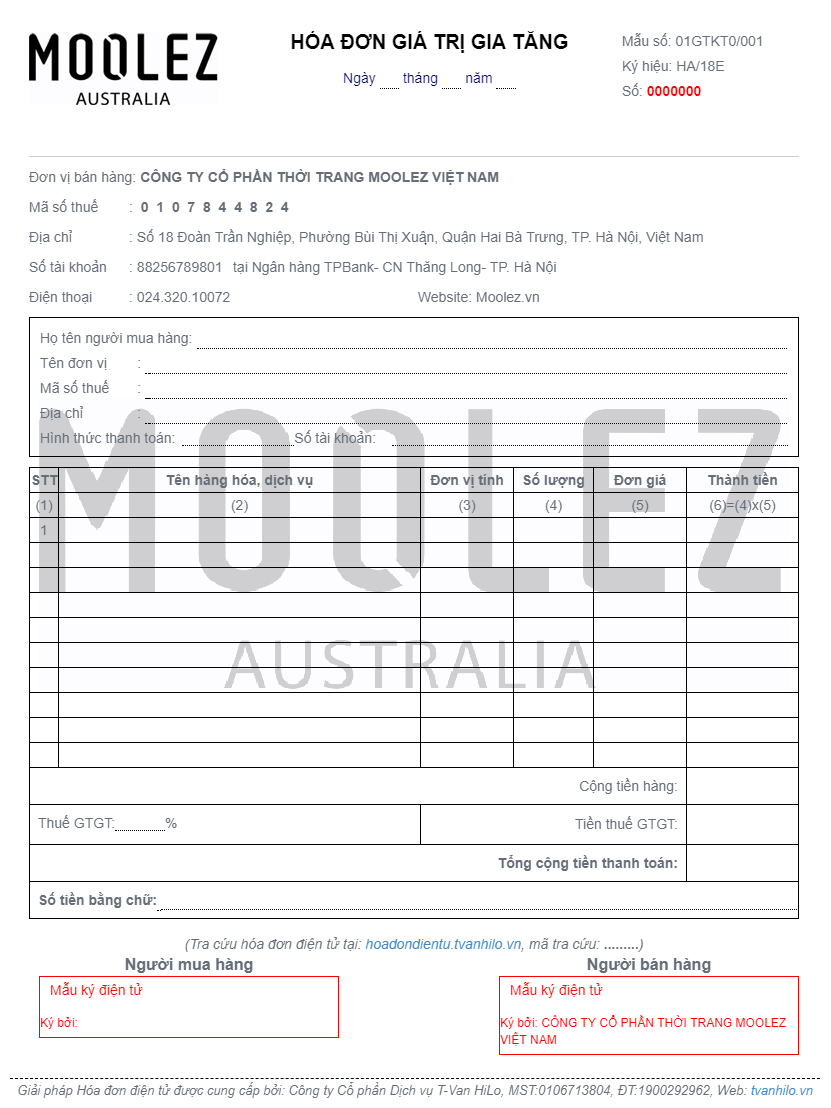 MOOLEZ
AUSTRALIA
HÓA ĐƠN GIÁ TRỊ GIA TĂNG
Ngày tháng năm
Mẫu số: 01GTKT0/001
Ký hiệu: HA/18E
Số: 0000000
Đơn vị bán hàng: CÔNG TY CỔ PHẦN THỜI TRANG MOOLEZ VIỆT NAM
Mã số thuế : 0 1 0 7 8 4 4 8 2 4
Địa chỉ : Số 18 Đoàn Trần Nghiệp, Phường Bùi Thị Xuân, Quận Hai Bà Trưng, TP. Hà Nội, Việt Nam
Số tài khoản : 88256789801 tại Ngân hàng TPBank- CN Thăng Long- TP. Hà Nội
Điện thoại : 024.320.10072 Website: Moolez.vn
Họ tên người mua hàng:
Tên đơn vị :
Mã số thuế :
Địa chỉ :
Hình thức thanh toán: Số tài khoản:
MOOLEZ
AUSTRALIA
STT Tên hàng hóa, dịch vụ Đơn vị tính Số lượng Đơn giá Thành tiền
(1) (2) (3) (4) (5) (6)=(4)x(5)
1
Cộng tiền hàng:
Thuế GTGT: % Tiền thuế GTGT:
Tổng cộng tiền thanh toán:
Số tiền bằng chữ:
(Tra cứu hóa đơn điện tử tại: hoadondientu.tvanhilo.vn, mã tra cứu: .........)
Người mua hàng Người bán hàng
Mẫu ký điện tử
Ký bởi:
Mẫu ký điện tử
Ký bởi: CÔNG TY CỔ PHẦN THỜI TRANG MOOLEZ
VIỆT NAM
Giải pháp Hóa đơn điện tử được cung cấp bởi: Công ty Cổ phần Dịch vụ T-Van HiLo, MST:0106713804, ĐT:1900292962, Web: tvanhilo.vn